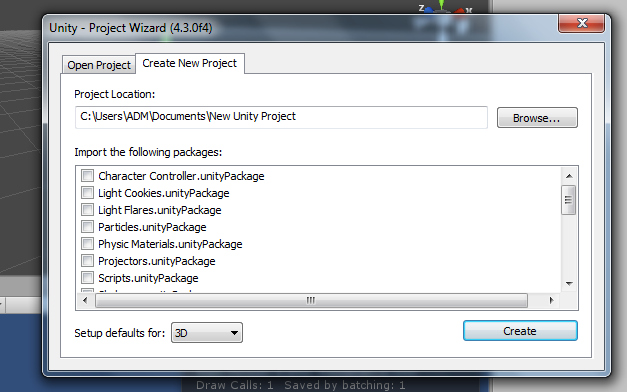 z x
Unity - Project Wizard (4.3.0f4)
Open Project Create New Project
Project Location:
C:\Users\ADM\Documents\New Unity Project
Browse...
Import the following packages:
Character Controller.unityPackage
Light Cookies.unityPackage
Light Flares.unityPackage
Particles.unityPackage
Physic Materials.unityPackage
Projectors.unityPackage
Scripts.unityPackage
Setup defaults for: 3D
Create
Draw Calls: 1 Saved by batching: 1